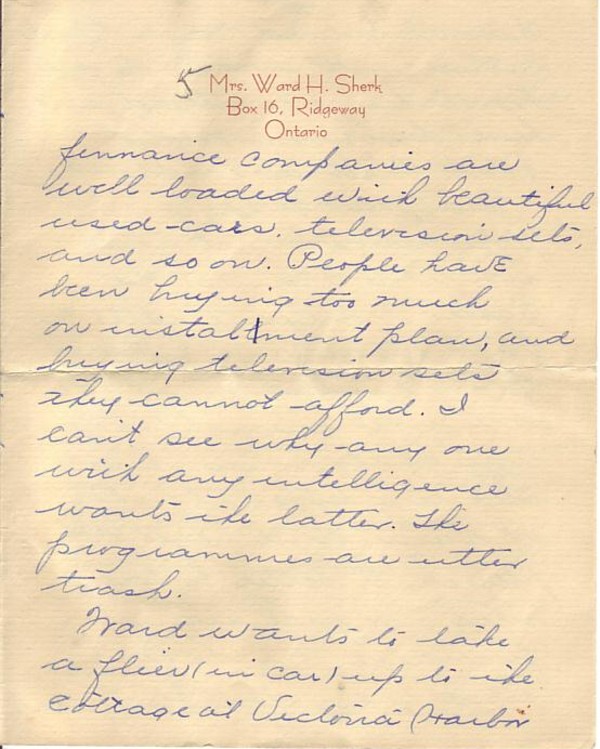 5 Mrs. Ward H. Sherk
Box 16, Ridgeway
Ontario
finnance companies are
well loaded with beautiful
used-cars, television sets,
and so on. People have
been buying too much
on installment plan, and
buying television sets
they cannot afford. I
can't see why any one
with any intelligence
wants the latter. The
programmes are utter
trash.
Ward wants to take
a flier (in car) up to the
cottage at Victoria Harbor